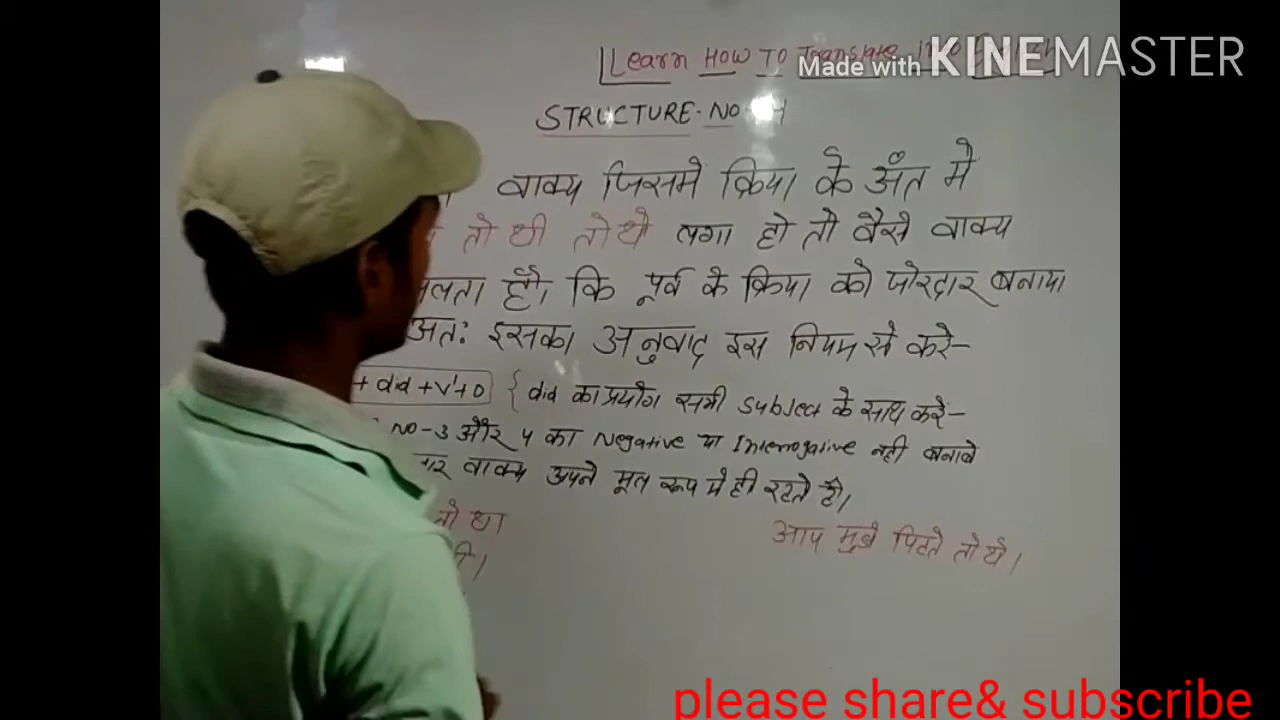 Learn HOW TO Translate
Made with KINEMASTER
STRUCTURE NO-
वाक्य जिसमें क्रिया के अँत मे
तो थी तो थे लगा हो तो वैसे वाक्य
है। कि पूर्व के क्रिया को जोरदार बनाया
अत: इसका अनुवाद इस नियम से करे-
+ did + V¹+ O { did का प्रयोग सभी Subject के साथ करे-
NO-3 और 4 का Negative या Interrogative नही बनावे
वाक्य अपने मूल रूप मे ही रहते है।
तो था
आप मुझे पिटते तो थे।
please share& subscribe